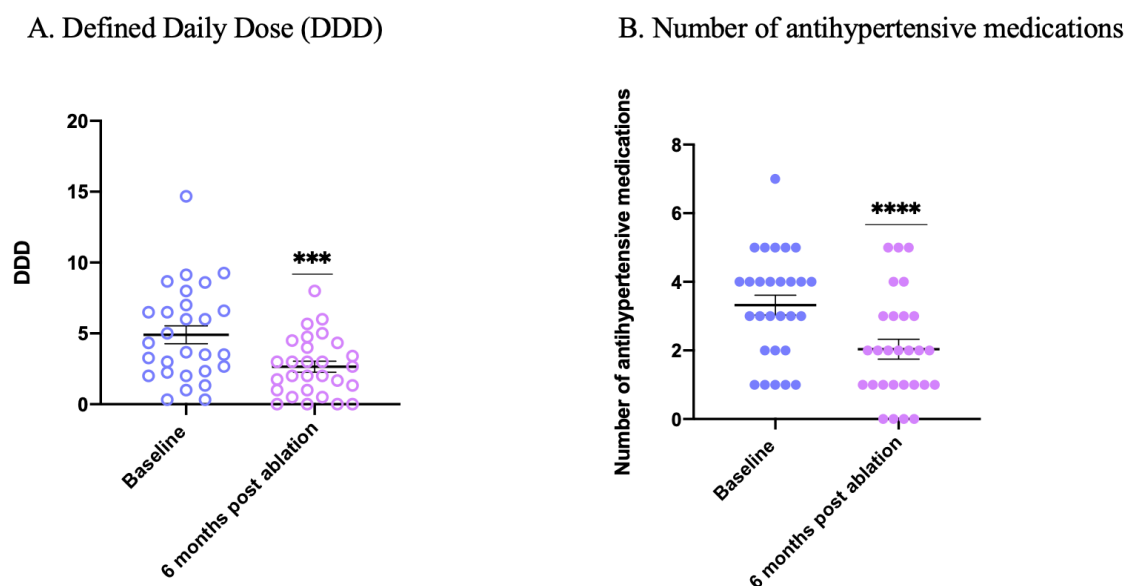 A. Defined Daily Dose (DDD)
B. Number of antihypertensive medications
DDD
20
15
10
5
0
***
Baseline
6 months post ablation
Number of antihypertensive medications
8
6
4
2
0
****
Baseline
6 months post ablation